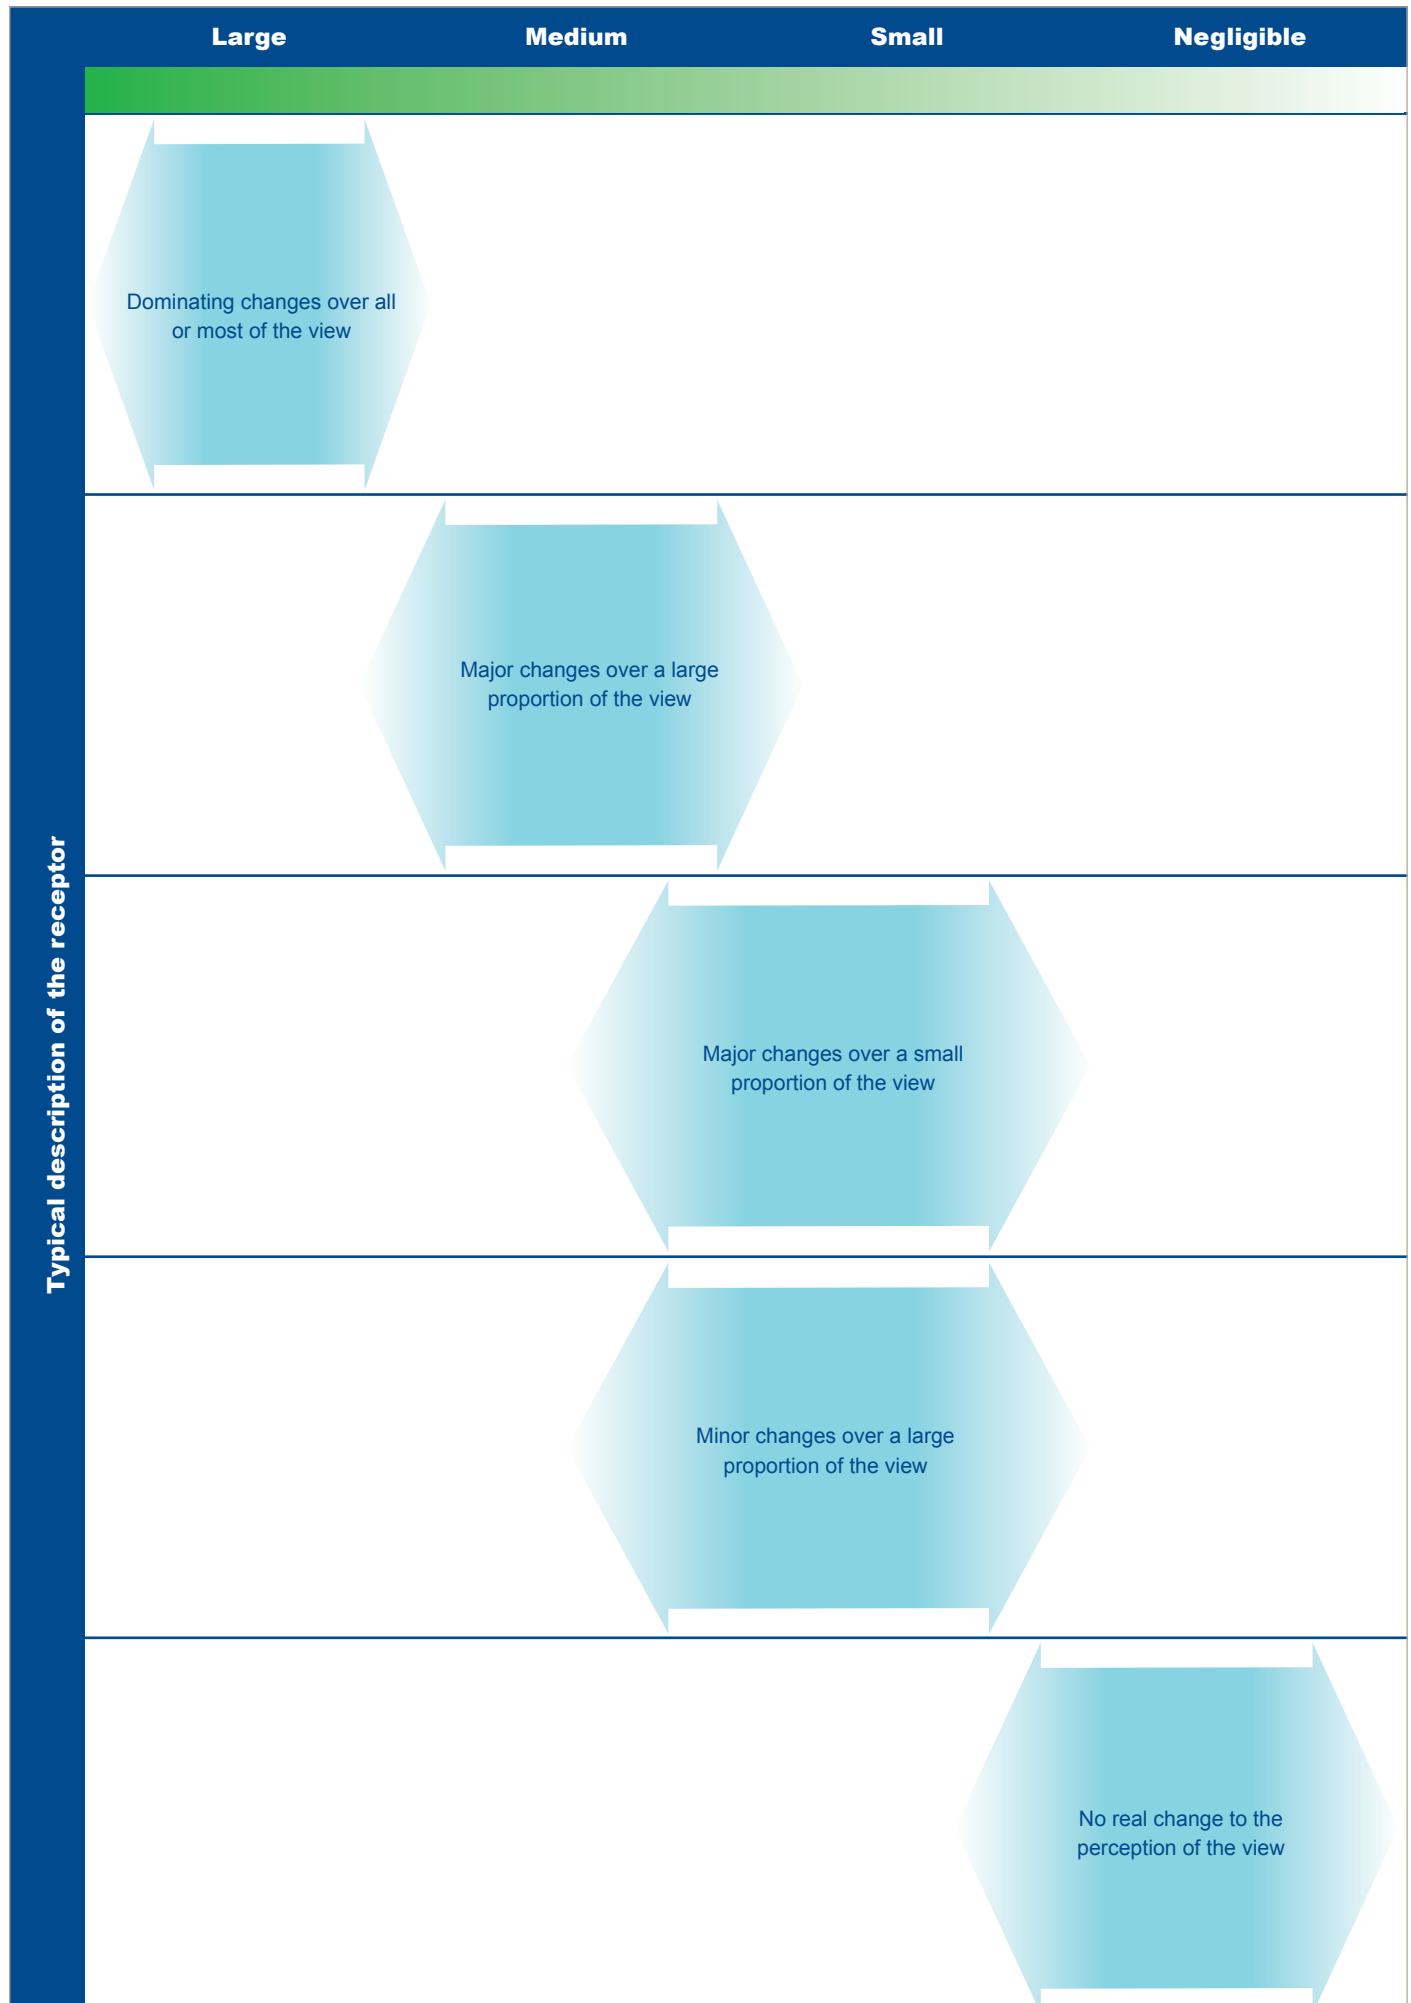 Large Medium Small Negligible
Typical description of the receptor
Dominating changes over all
or most of the view
Major changes over a large
proportion of the view
Major changes over a small
proportion of the view
Minor changes over a large
proportion of the view
No real change to the
perception of the view